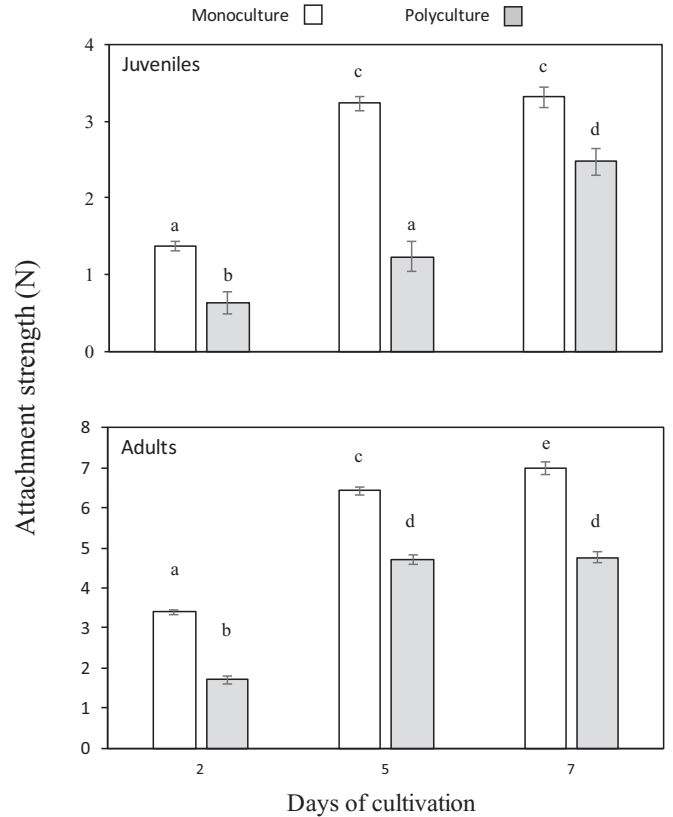 Monoculture Polyculture
Juveniles
4
3
2
1
0
a
b
c
a
c
d
Attachment strength (N)
Adults
8
7
6
5
4
3
2
1
0
a
b
c
d
e
d
2 5 7
Days of cultivation